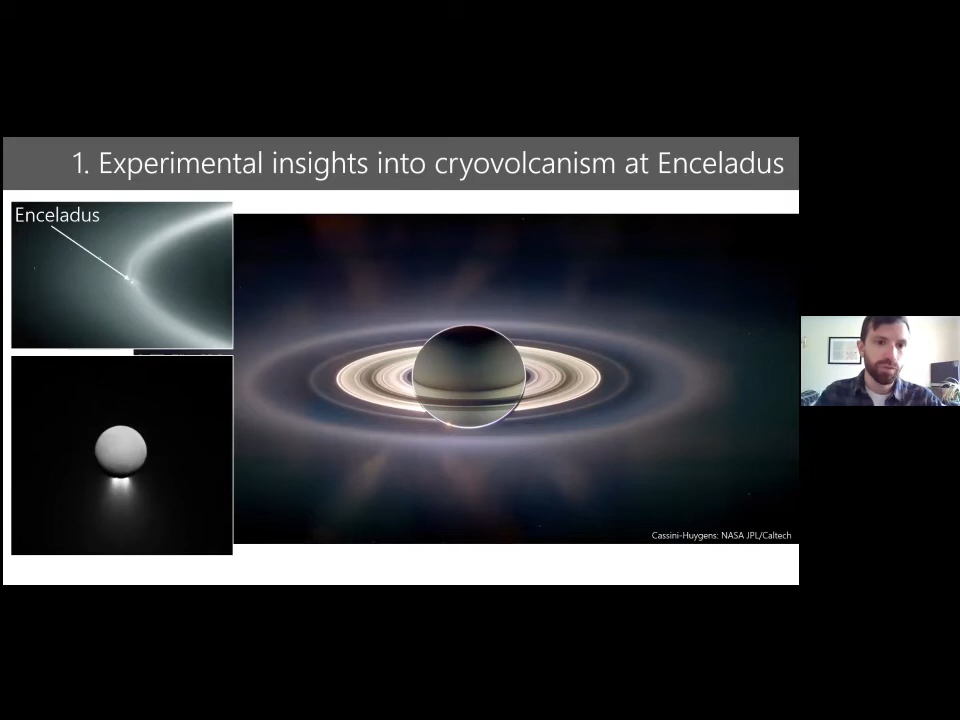 1. Experimental insights into cryovolcanism at Enceladus
Enceladus
Cassini-Huygens: NASA JPL/Caltech